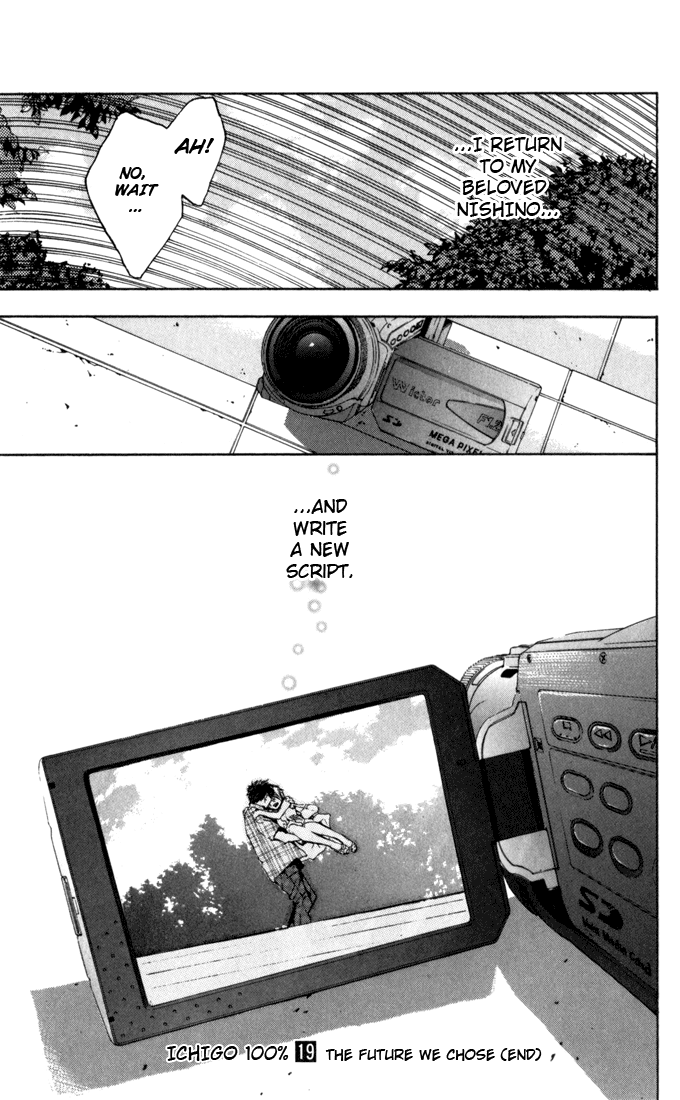 ...I RETURN
TO MY
BELOVED
NISHINO...
AH!
NO,
WAIT
...
Victor
SD
MEGA PIXEL
...AND
WRITE
A NEW
SCRIPT.
SD
ICHIGO 100% 19 THE FUTURE WE CHOSE (END)